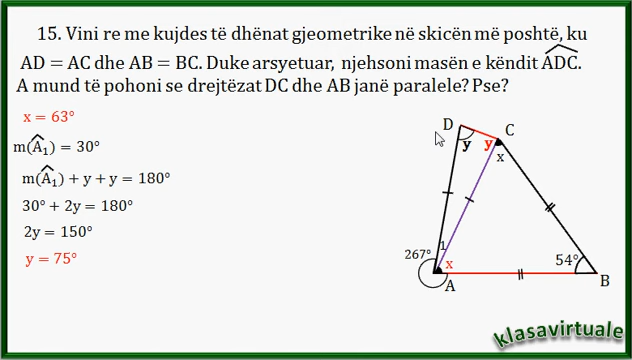 15. Vini re me kujdes të dhënat gjeometrike në skicën më poshtë, ku
AD = AC dhe AB = BC. Duke arsyetuar, njehsoni masën e këndit ADC.
A mund të pohoni se drejtëzat DC dhe AB janë paralele? Pse?
x = 63°
m(A₁) = 30°
m(A₁) + y + y = 180°
30° + 2y = 180°
2y = 150°
y = 75°
D
C
y
y
x
1
267°
x
54°
A
B
klasavirtuale